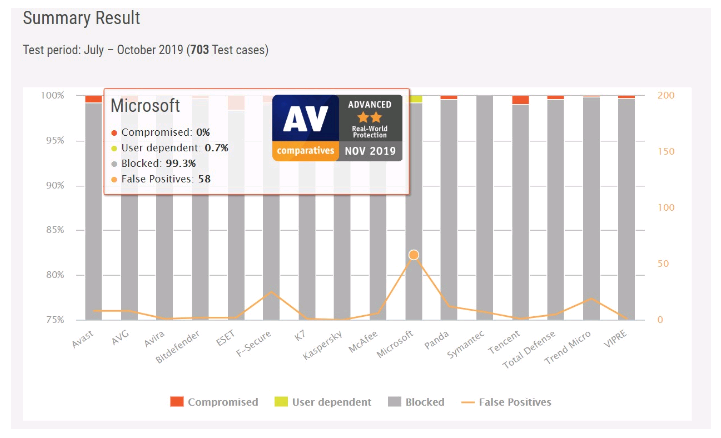 Summary Result
Test period: July – October 2019 (703 Test cases)
100%
95%
90%
85%
80%
75%
200
150
100
50
0
Microsoft
Compromised: 0%
User dependent 0.7%
Blocked: 99.3%
False Positives: 58
AV
comparatives
ADVANCED
Real-World
Protection
NOV 2019
Avast
AVG
Avira
Bitdefender
ESET
F-Secure
K7
Kaspersky
McAfee
Microsoft
Panda
Symantec
Tencent
Total Defense
Trend Micro
VIPRE
Compromised User dependent Blocked False Positives